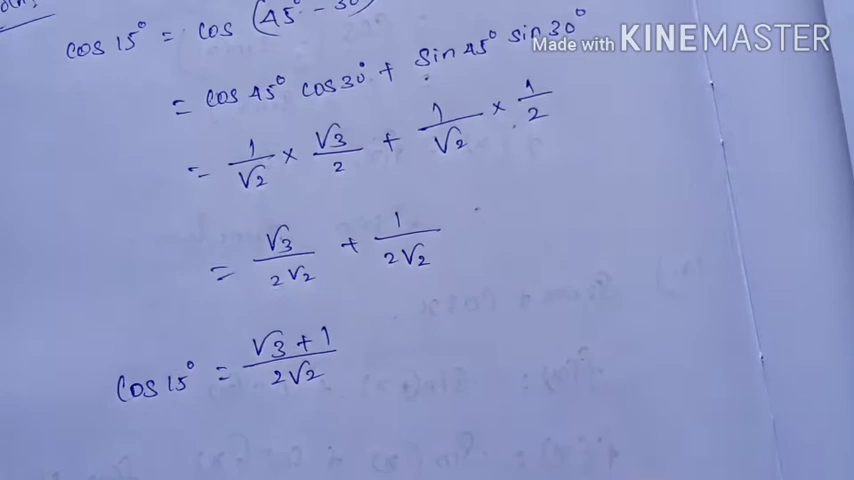 cos 15° = cos (45° - 30°)
Made with KINEMASTER
= cos 45° cos 30° + sin 45° sin 30°
= 1/√2 × √3/2 + 1/√2 × 1/2
= √3/2√2 + 1/2√2
cos 15° = √3 + 1/2√2